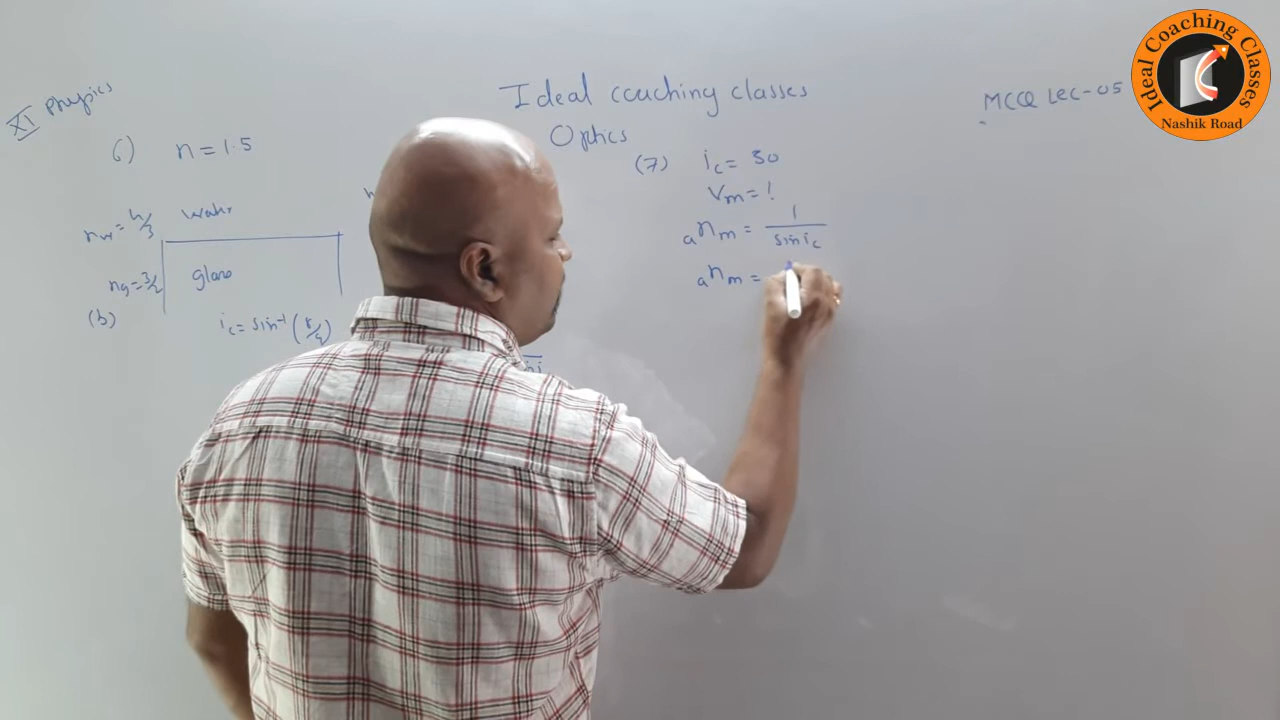 XI Physics
Ideal coaching classes
Optics
MCQ Lec-05
Ideal Coaching Classes
Nashik Road
6) n = 1.5
nw = 4/3 water
ng = 3/2 glass
(b)
ic = sin⁻¹ (8/9)
(7) ic = 30
Vm = ?
anm = 1/sin ic
anm =